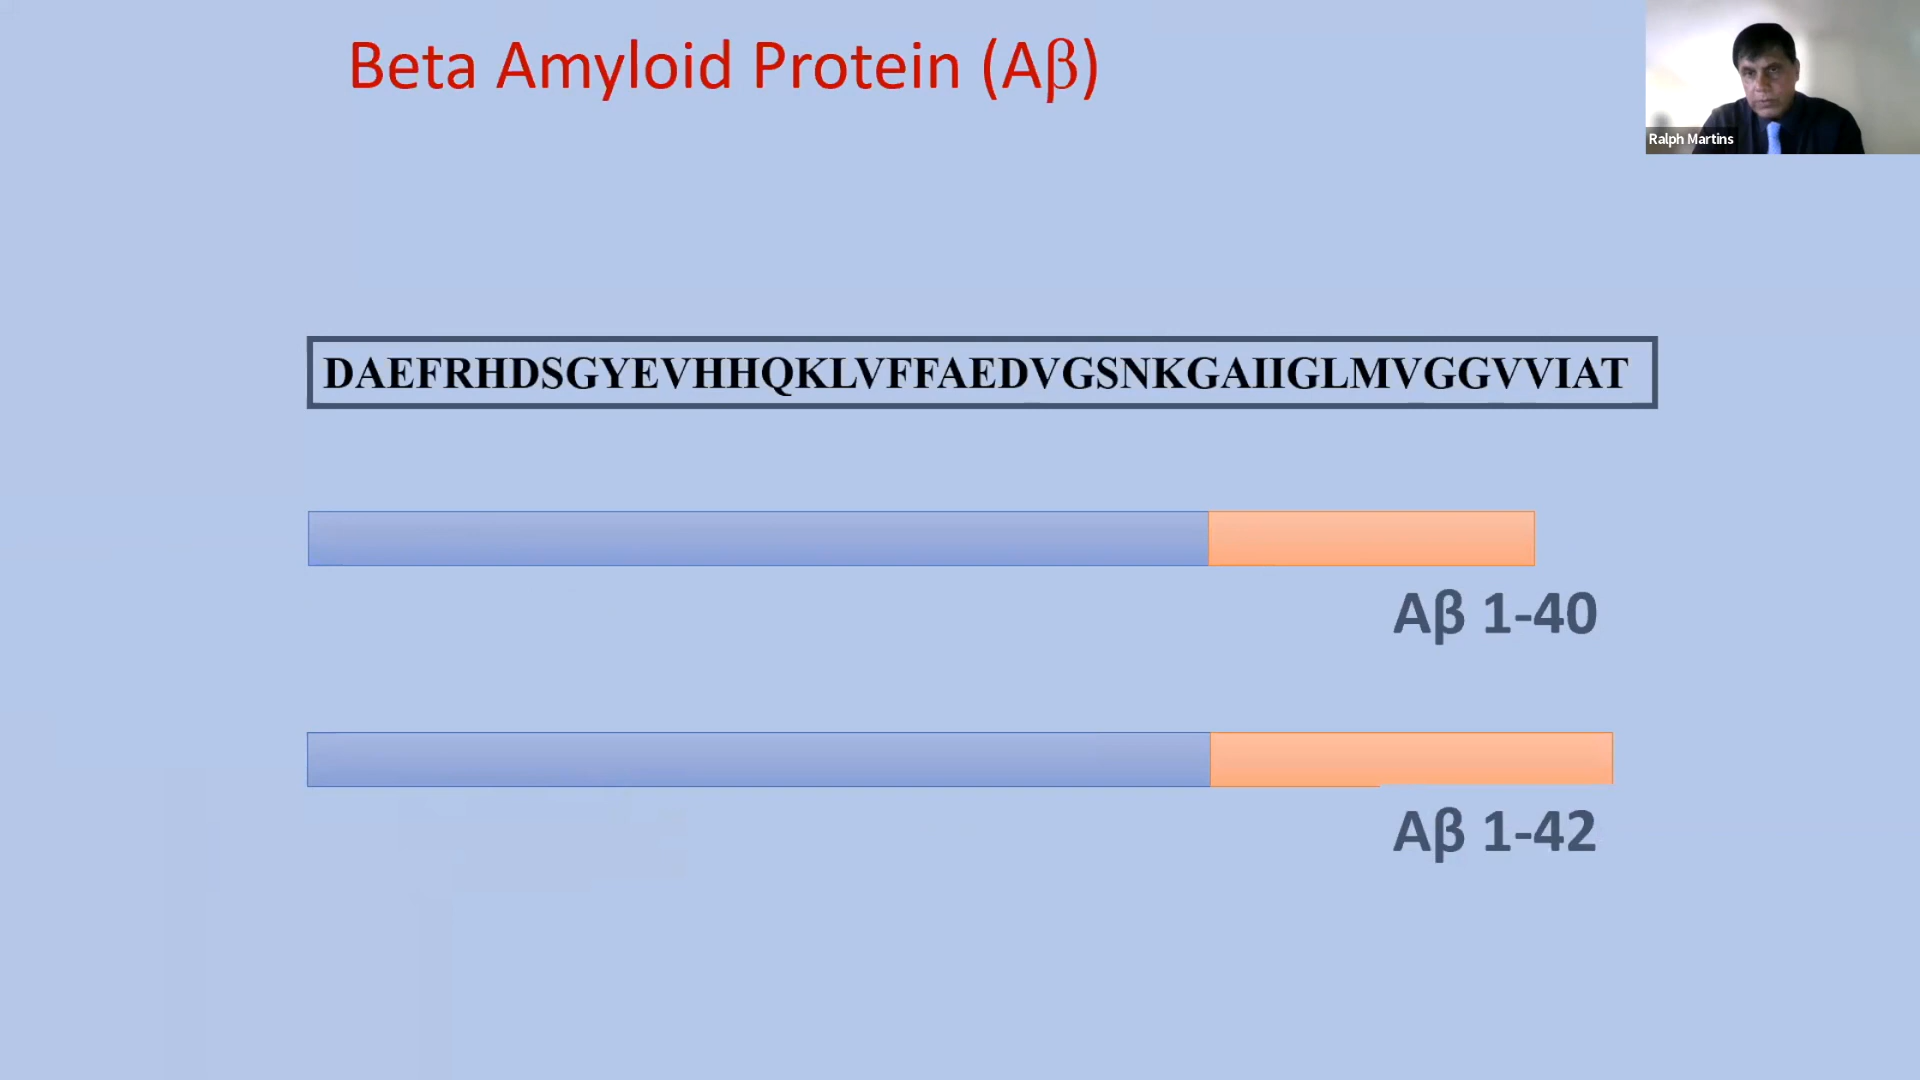 Beta Amyloid Protein (Aβ)
Ralph Martins
DAEFRHDSGYEVHHQKLVFFAEDVGSNKGAIIGLMVGGVVIAT
Aβ 1-40
Aβ 1-42